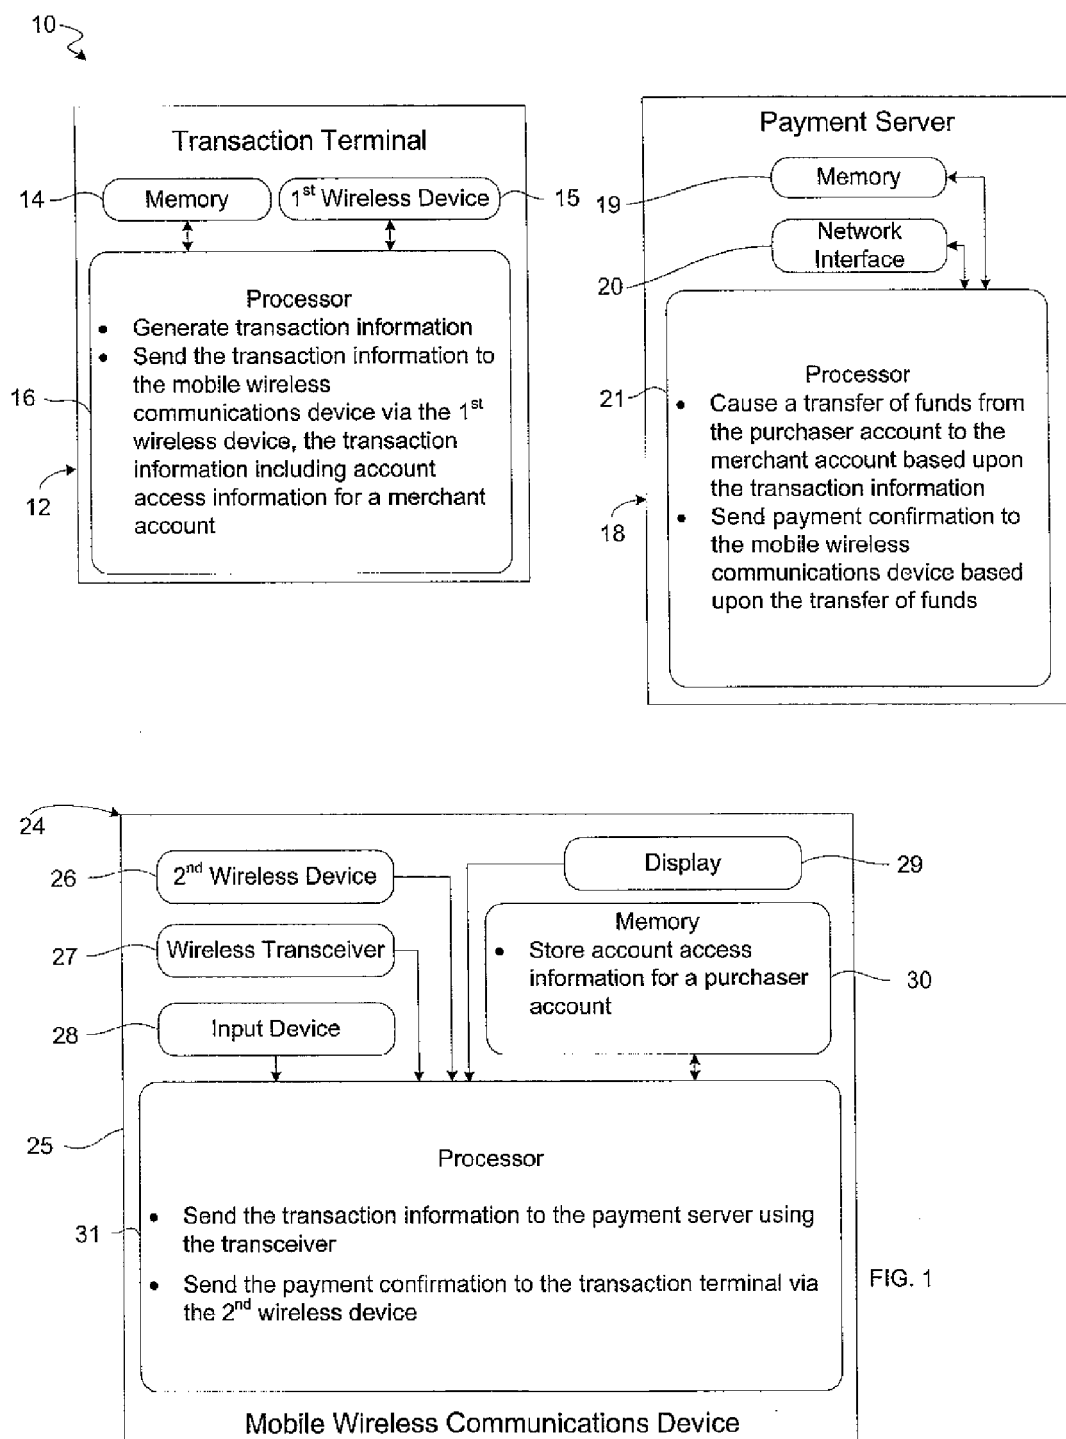 10
Transaction Terminal
14
Memory
1st Wireless Device
15
Processor
• Generate transaction information
• Send the transaction information to
the mobile wireless
communications device via the 1st
wireless device, the transaction
information including account
access information for a merchant
account
16
12
Payment Server
19
Memory
20
Network
Interface
21
Processor
• Cause a transfer of funds from
the purchaser account to the
merchant account based upon
the transaction information
• Send payment confirmation to
the mobile wireless
communications device based
upon the transfer of funds
18
24
26
2nd Wireless Device
27
Wireless Transceiver
28
Input Device
Display
29
Memory
• Store account access
information for a purchaser
account
30
25
Processor
31
• Send the transaction information to the payment server using
the transceiver
• Send the payment confirmation to the transaction terminal via
the 2nd wireless device
FIG. 1
Mobile Wireless Communications Device